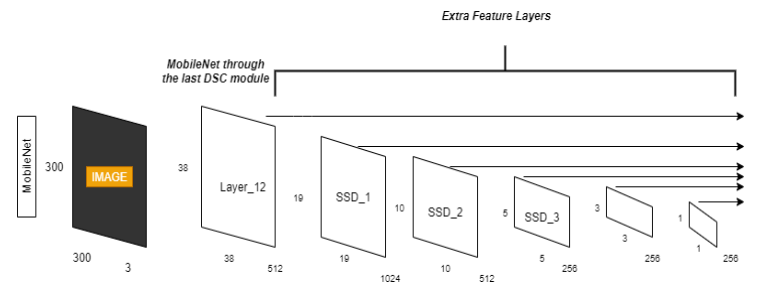 Extra Feature Layers
MobileNet through
the last DSC module
MobileNet
300
IMAGE
300
3
38
Layer_12
38
512
19
SSD_1
19
1024
10
SSD_2
10
512
5
SSD_3
5
256
3
3
256
1
1
256